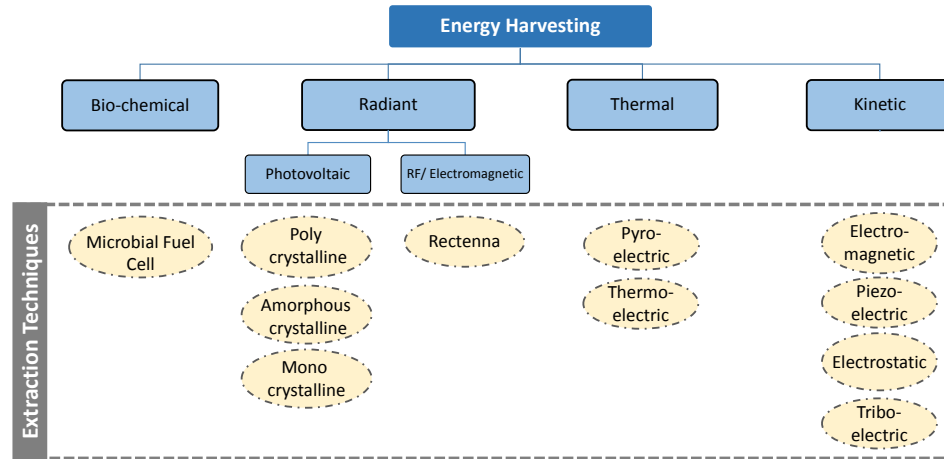 Energy Harvesting
Bio-chemical
Radiant
Thermal
Kinetic
Photovoltaic
RF/ Electromagnetic
Extraction Techniques
Microbial Fuel
Cell
Poly
crystalline
Amorphous
crystalline
Mono
crystalline
Rectenna
Pyro-
electric
Thermo-
electric
Electro-
magnetic
Piezo-
electric
Electrostatic
Tribo-
electric